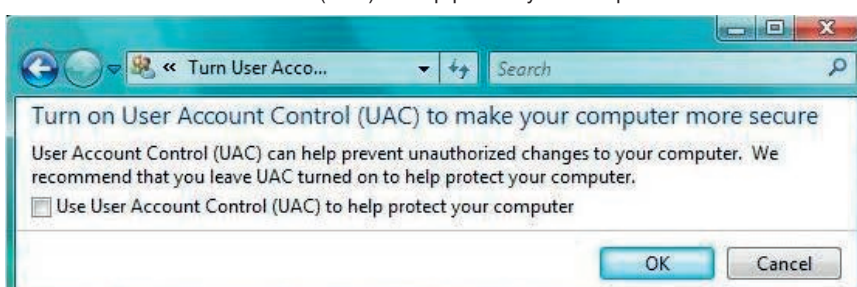 « Turn User Acco...
Search
Turn on User Account Control (UAC) to make your computer more secure
User Account Control (UAC) can help prevent unauthorized changes to your computer. We
recommend that you leave UAC turned on to help protect your computer.
Use User Account Control (UAC) to help protect your computer
OK
Cancel